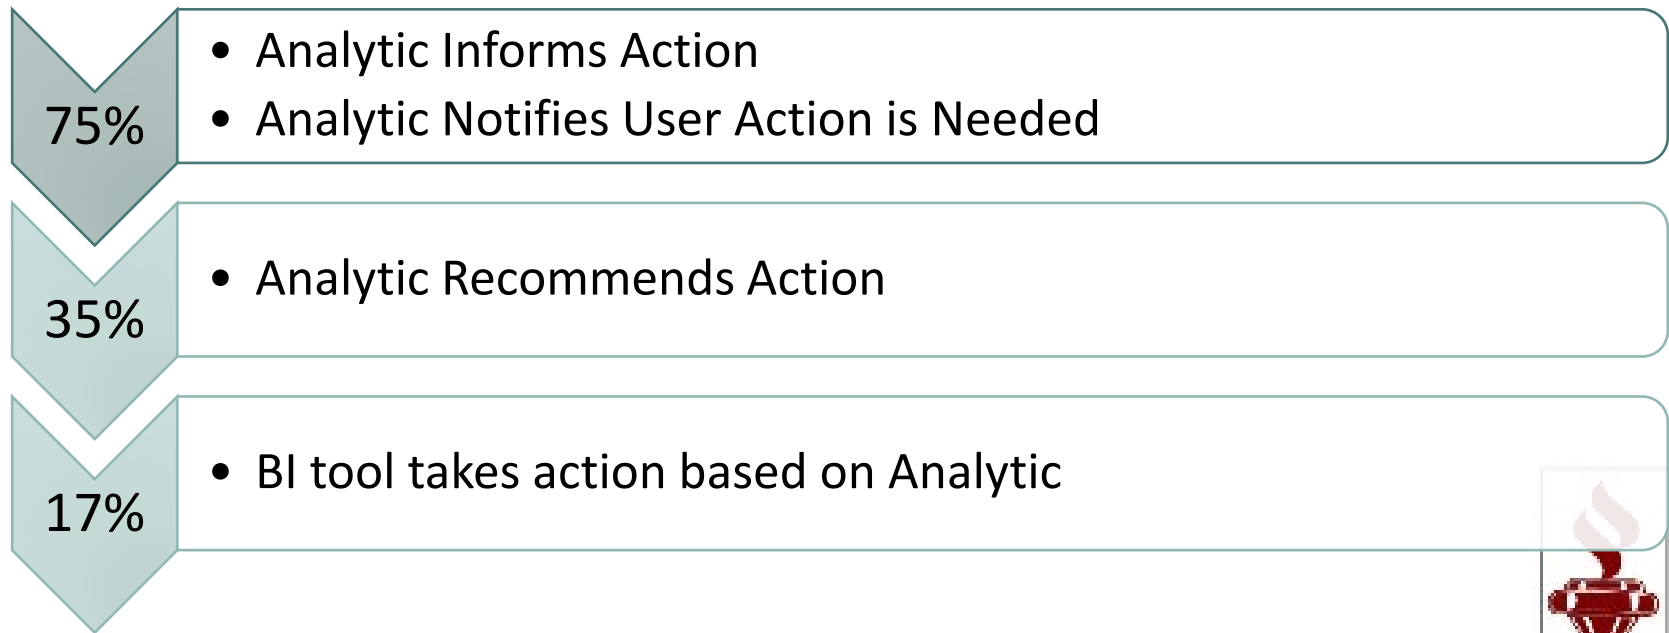 75%
• Analytic Informs Action
• Analytic Notifies User Action is Needed
35%
• Analytic Recommends Action
17%
• BI tool takes action based on Analytic